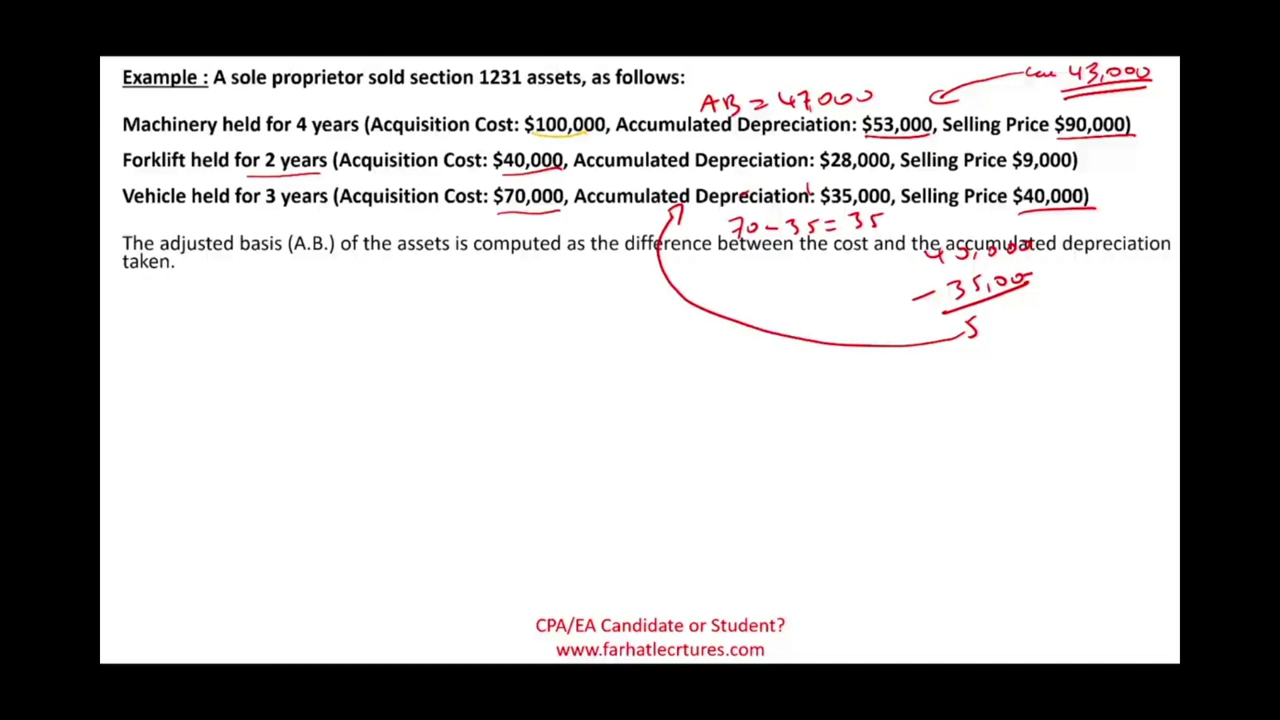 Example : A sole proprietor sold section 1231 assets, as follows:
43,000
AB = 47,000
Machinery held for 4 years (Acquisition Cost: $100,000, Accumulated Depreciation: $53,000, Selling Price $90,000)
Forklift held for 2 years (Acquisition Cost: $40,000, Accumulated Depreciation: $28,000, Selling Price $9,000)
Vehicle held for 3 years (Acquisition Cost: $70,000, Accumulated Depreciation: $35,000, Selling Price $40,000)
70 - 35 = 35
The adjusted basis (A.B.) of the assets is computed as the difference between the cost and the accumulated depreciation
taken.
- 35,00
5
CPA/EA Candidate or Student?
www.farhatlecrtures.com